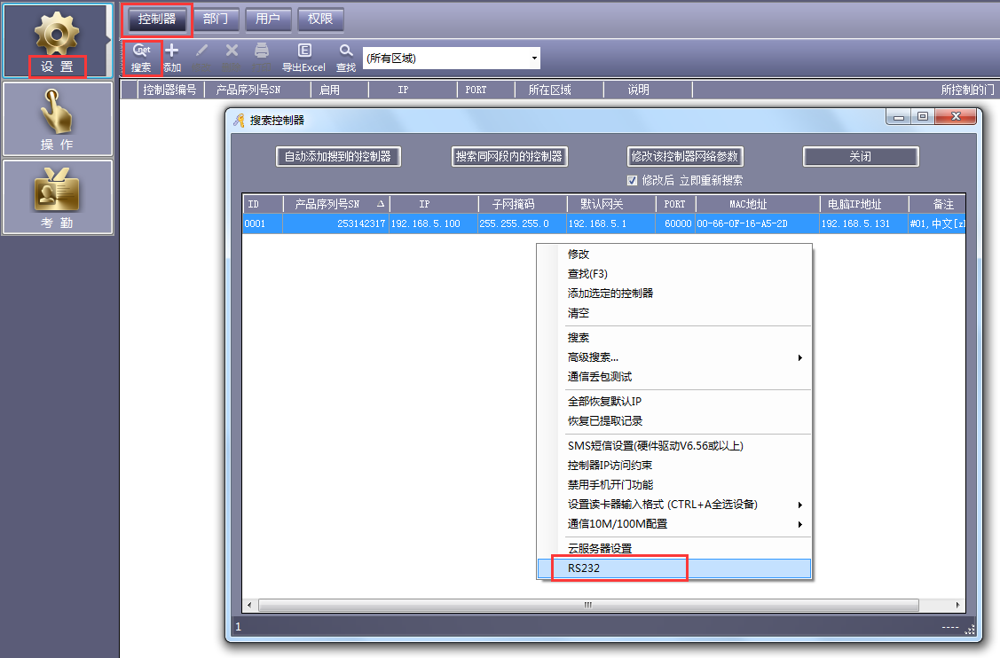 控制器 部门 用户 权限
设 置
搜索 添加 导出Excel 查找 (所有区域)
操 作
考 勤
控制器编号 产品序列号SN 启用 IP PORT 所在区域 说明 所控制的门
搜索控制器
自动添加搜到的控制器 搜索同网段内的控制器 修改该控制器网络参数 关闭
修改后 立即重新搜索
ID 产品序列号SN IP 子网掩码 默认网关 PORT MAC地址 电脑IP地址 备注
0001 253142317 192.168.5.100 255.255.255.0 192.168.5.1 60000 00-66-0F-16-A5-2D 192.168.5.131 #01,中文[z
修改
查找(F3)
添加选定的控制器
清空
搜索
高级搜索...
通信丢包测试
全部恢复默认IP
恢复已提取记录
SMS短信设置(硬件驱动V6.56或以上)
控制器IP访问约束
禁用手机开门功能
设置读卡器输入格式 (CTRL+A全选设备)
通信10M/100M配置
云服务器设置
RS232
1 ----